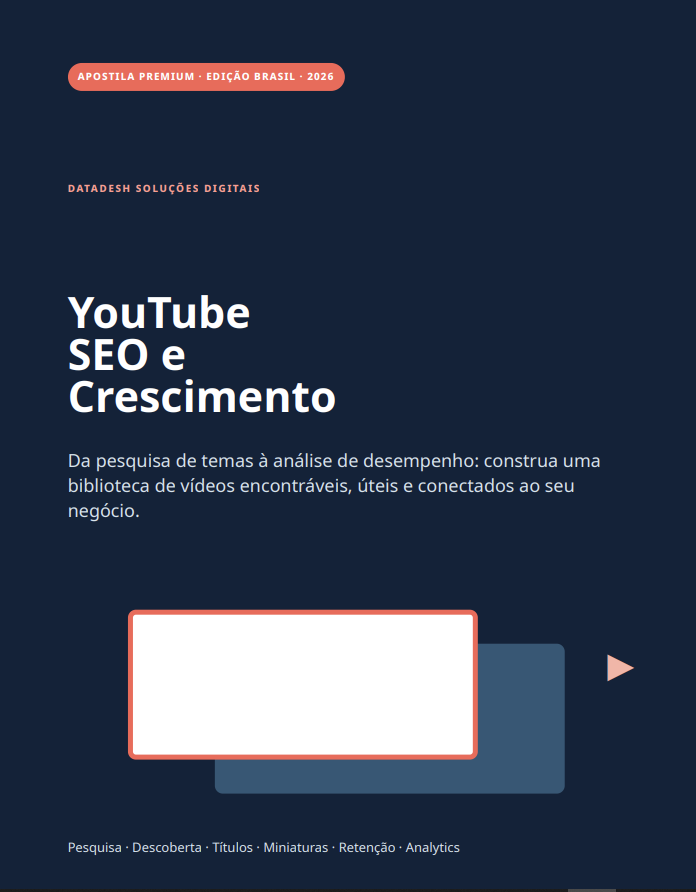 APOSTILA PREMIUM · EDIÇÃO BRASIL · 2026
DATADESH SOLUÇÕES DIGITAIS
YouTube
SEO e
Crescimento
Da pesquisa de temas à análise de desempenho: construa uma
biblioteca de vídeos encontráveis, úteis e conectados ao seu
negócio.
Pesquisa · Descoberta · Títulos · Miniaturas · Retenção · Analytics